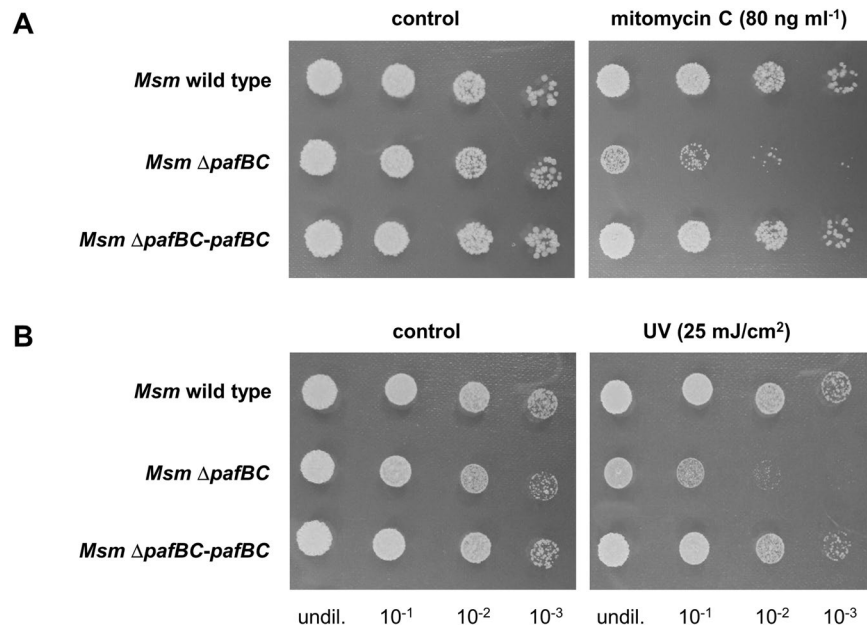 A
control
mitomycin C (80 ng ml⁻¹)
Msm wild type
Msm ΔpafBC
Msm ΔpafBC-pafBC
B
control
UV (25 mJ/cm²)
Msm wild type
Msm ΔpafBC
Msm ΔpafBC-pafBC
undil. 10⁻¹ 10⁻² 10⁻³ undil. 10⁻¹ 10⁻² 10⁻³